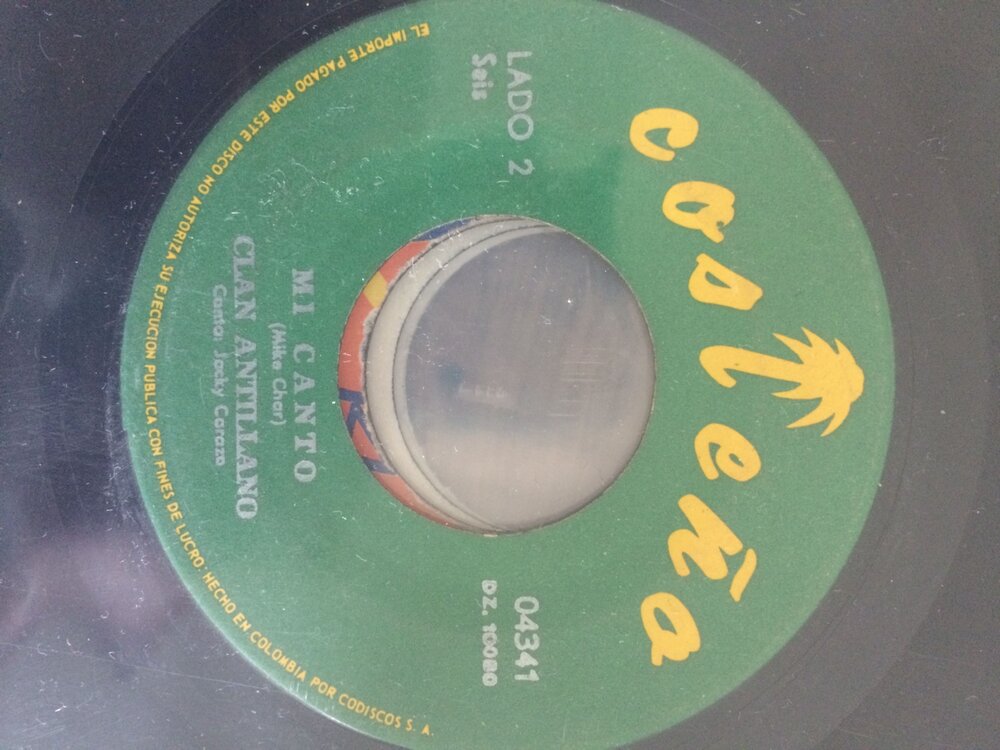 costeña
LADO 2
Seis
04341
DZ. 10080
MI CANTO
(Mike Char)
CLAN ANTILLANO
Canta: Jacky Carazo
EL IMPORTE PAGADO POR ESTE DISCO NO AUTORIZA SU EJECUCION PUBLICA CON FINES DE LUCRO: HECHO EN COLOMBIA POR CODISCOS S. A.